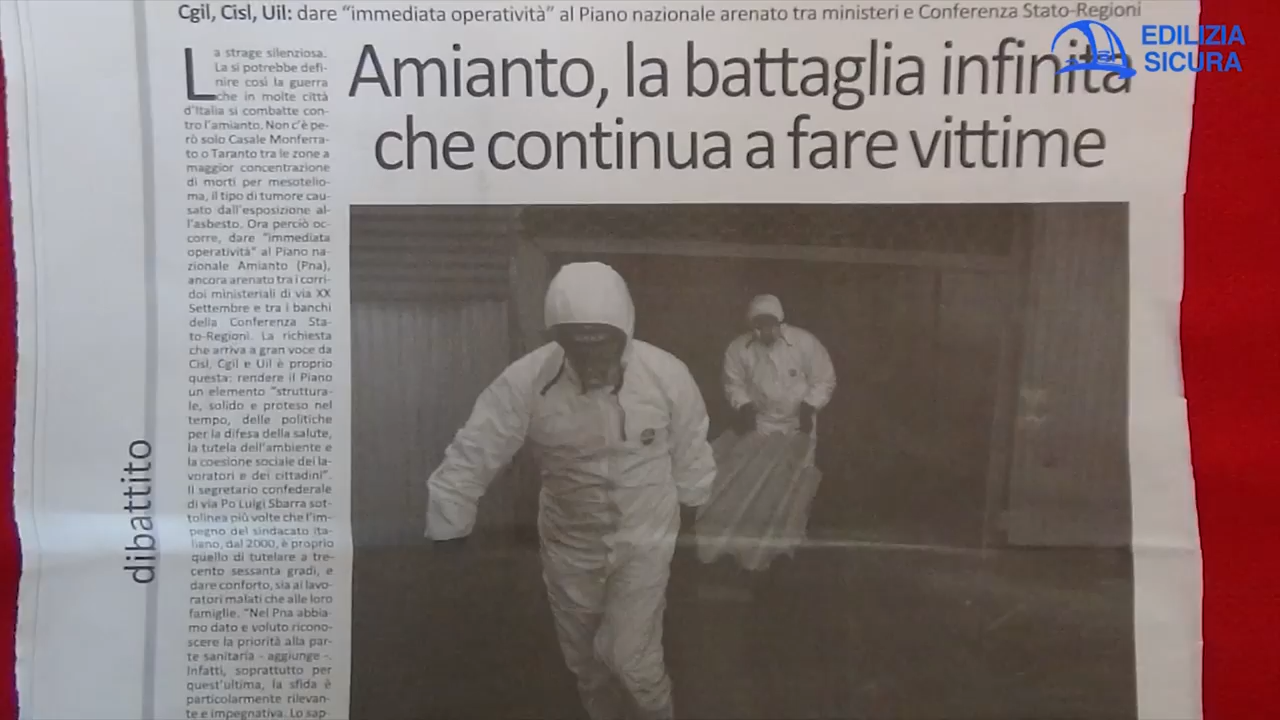 Cgil, Cisl, Uil: dare “immediata operatività” al Piano nazionale arenato tra ministeri e Conferenza Stato-Regioni
EDILIZIA
SICURA
Amianto, la battaglia infinita
che continua a fare vittime
La strage silenziosa.
La si potrebbe defi-
nire così la guerra
che in molte città
d'Italia si combatte con-
tro l'amianto. Non c'è pe-
rò solo Casale Monferra-
to o Taranto tra le zone a
maggior concentrazione
di morti per mesotelio-
ma, il tipo di tumore cau-
sato dall'esposizione al-
l'asbesto. Ora perciò oc-
corre, dare “immediata
operatività” al Piano na-
zionale Amianto (Pna),
ancora arenato tra i corri-
doi ministeriali di via XX
Settembre e tra i banchi
della Conferenza Sta-
to-Regioni. La richiesta
che arriva a gran voce da
Cisl, Cgil e Uil è proprio
questa: rendere il Piano
un elemento “struttura-
le, solido e proteso nel
tempo, delle politiche
per la difesa della salute,
la tutela dell'ambiente e
la coesione sociale dei la-
voratori e dei cittadini”.
Il segretario confederale
di via Po Luigi Sbarra sot-
tolinea più volte che l'im-
pegno del sindacato ita-
liano, dal 2000, è proprio
quello di tutelare a tre-
cento sessanta gradi, e
dare conforto, sia ai lavo-
ratori malati che alle loro
famiglie. “Nel Pna abbia-
mo dato e voluto ricono-
scere la priorità alla par-
te sanitaria - aggiunge -.
Infatti, soprattutto per
quest'ultima, la sfida è
particolarmente rilevan-
te e impegnativa. Lo sap-
dibattito